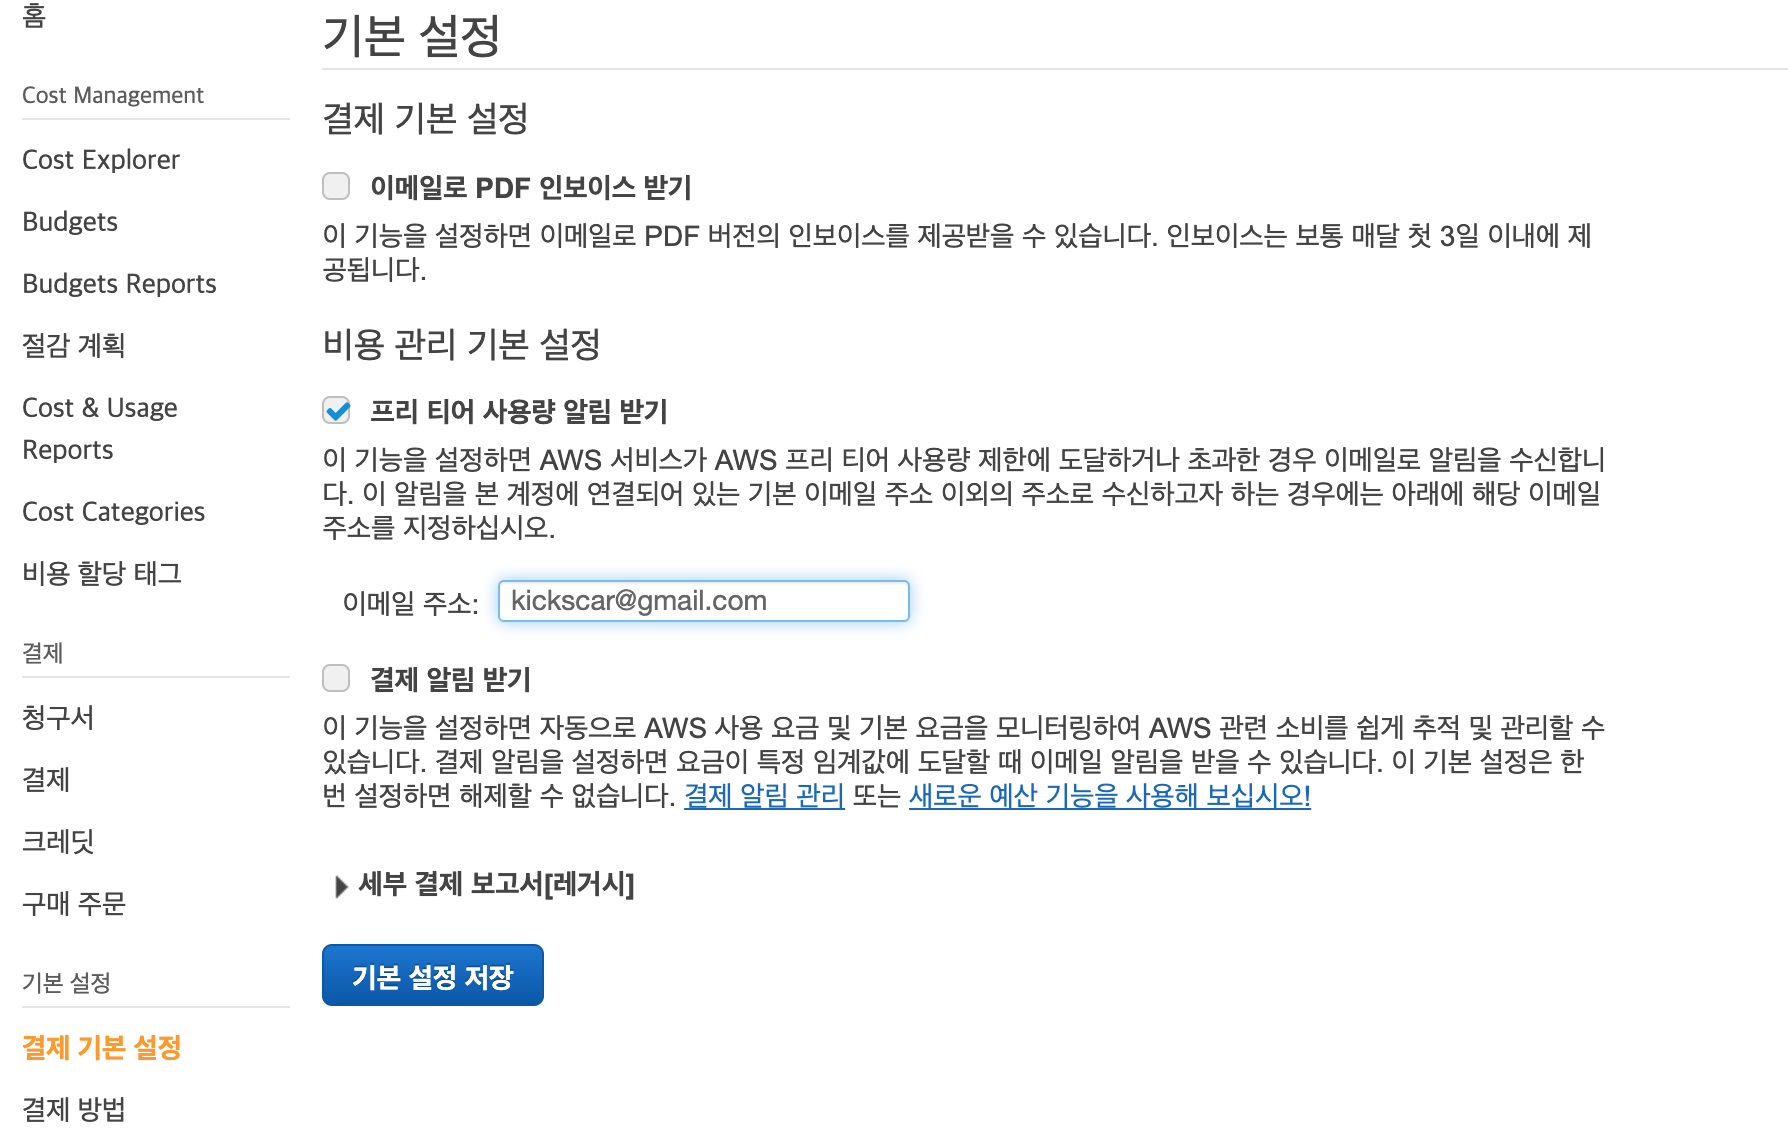 홈
Cost Management
Cost Explorer
Budgets
Budgets Reports
절감 계획
Cost & Usage
Reports
Cost Categories
비용 할당 태그
결제
청구서
결제
크레딧
구매 주문
기본 설정
결제 기본 설정
결제 방법
기본 설정
결제 기본 설정
이메일로 PDF 인보이스 받기
이 기능을 설정하면 이메일로 PDF 버전의 인보이스를 제공받을 수 있습니다. 인보이스는 보통 매달 첫 3일 이내에 제
공됩니다.
비용 관리 기본 설정
프리 티어 사용량 알림 받기
이 기능을 설정하면 AWS 서비스가 AWS 프리 티어 사용량 제한에 도달하거나 초과한 경우 이메일로 알림을 수신합니
다. 이 알림을 본 계정에 연결되어 있는 기본 이메일 주소 이외의 주소로 수신하고자 하는 경우에는 아래에 해당 이메일
주소를 지정하십시오.
이메일 주소: kickscar@gmail.com
결제 알림 받기
이 기능을 설정하면 자동으로 AWS 사용 요금 및 기본 요금을 모니터링하여 AWS 관련 소비를 쉽게 추적 및 관리할 수
있습니다. 결제 알림을 설정하면 요금이 특정 임계값에 도달할 때 이메일 알림을 받을 수 있습니다. 이 기본 설정은 한
번 설정하면 해제할 수 없습니다. 결제 알림 관리 또는 새로운 예산 기능을 사용해 보십시오!
세부 결제 보고서[레거시]
기본 설정 저장